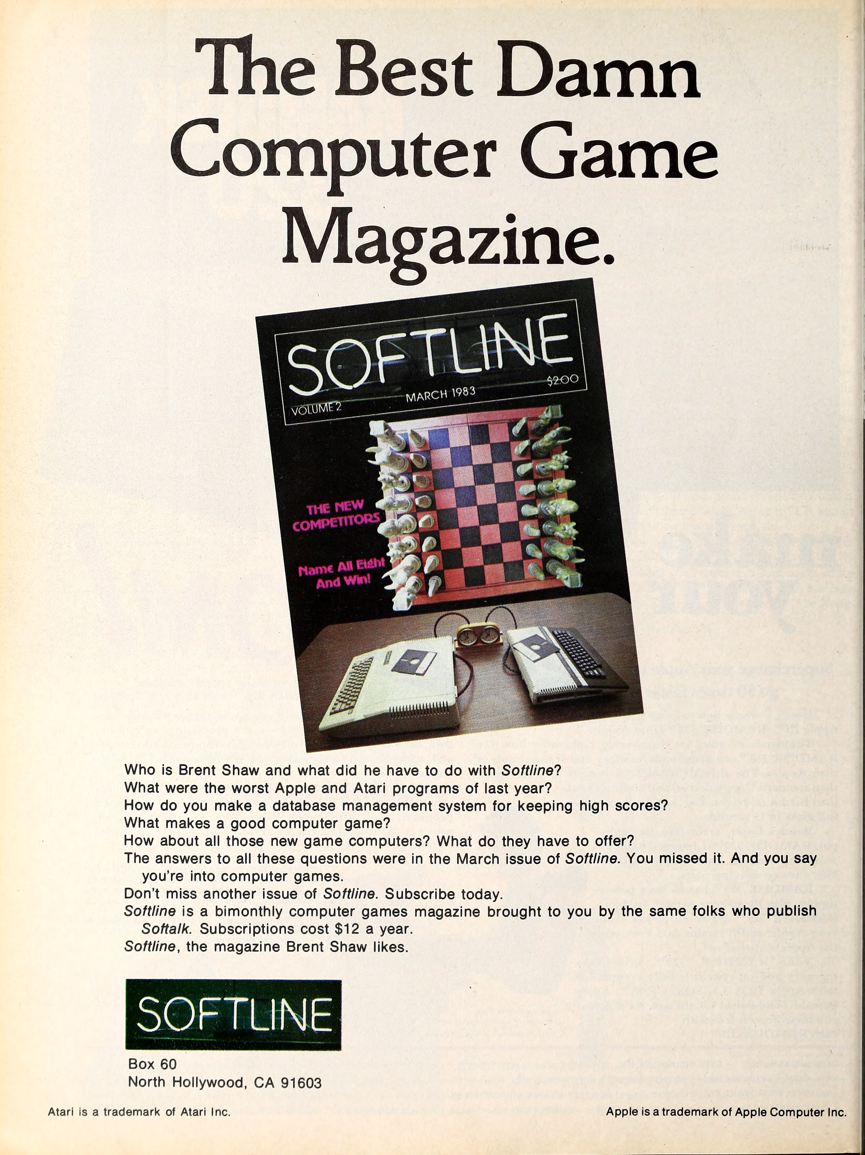 The Best Damn
Computer Game
Magazine.
SOFTLINE
VOLUME 2
MARCH 1983
$2.00
THE NEW
COMPETITORS
Name All Eight
And Win!
Who is Brent Shaw and what did he have to do with Softline?
What were the worst Apple and Atari programs of last year?
How do you make a database management system for keeping high scores?
What makes a good computer game?
How about all those new game computers? What do they have to offer?
The answers to all these questions were in the March issue of Softline. You missed it. And you say
you're into computer games.
Don't miss another issue of Softline. Subscribe today.
Softline is a bimonthly computer games magazine brought to you by the same folks who publish
Softalk. Subscriptions cost $12 a year.
Softline, the magazine Brent Shaw likes.
SOFTLINE
Box 60
North Hollywood, CA 91603
Atari is a trademark of Atari Inc.
Apple is a trademark of Apple Computer Inc.